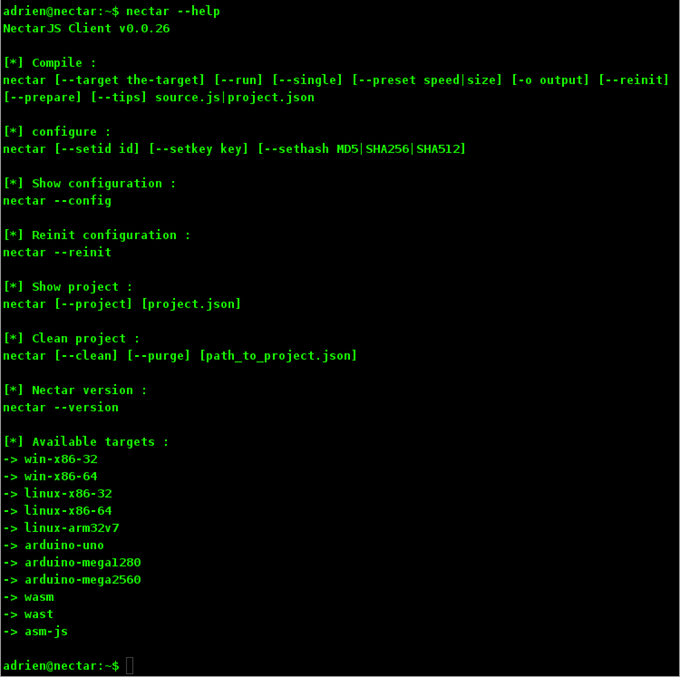 adrien@nectar:~$ nectar --help
NectarJS Client v0.0.26
[*] Compile :
nectar [--target the-target] [--run] [--single] [--preset speed|size] [-o output] [--reinit]
[--prepare] [--tips] source.js|project.json
[*] configure :
nectar [--setid id] [--setkey key] [--sethash MD5|SHA256|SHA512]
[*] Show configuration :
nectar --config
[*] Reinit configuration :
nectar --reinit
[*] Show project :
nectar [--project] [project.json]
[*] Clean project :
nectar [--clean] [--purge] [path_to_project.json]
[*] Nectar version :
nectar --version
[*] Available targets :
-> win-x86-32
-> win-x86-64
-> linux-x86-32
-> linux-x86-64
-> linux-arm32v7
-> arduino-uno
-> arduino-mega1280
-> arduino-mega2560
-> wasm
-> wast
-> asm-js
adrien@nectar:~$